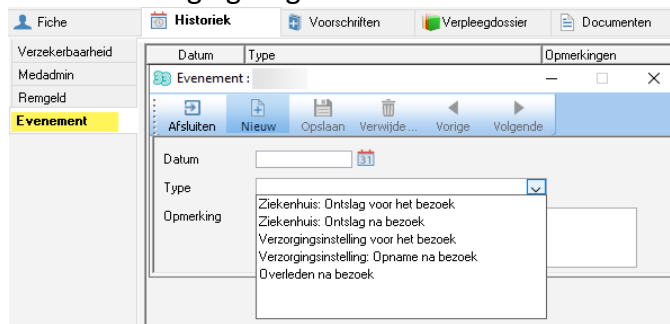 Fiche
Historiek
Voorschriften
Verpleegdossier
Documenten
Verzekerbaarheid
Medadmin
Remgeld
Evenement
Datum
Type
Opmerkingen
Evenement :
Afsluiten
Nieuw
Opslaan
Verwijde...
Vorige
Volgende
Datum
31
Type
Opmerking
Ziekenhuis: Ontslag voor het bezoek
Ziekenhuis: Ontslag na bezoek
Verzorgingsinstelling voor het bezoek
Verzorgingsinstelling: Opname na bezoek
Overleden na bezoek